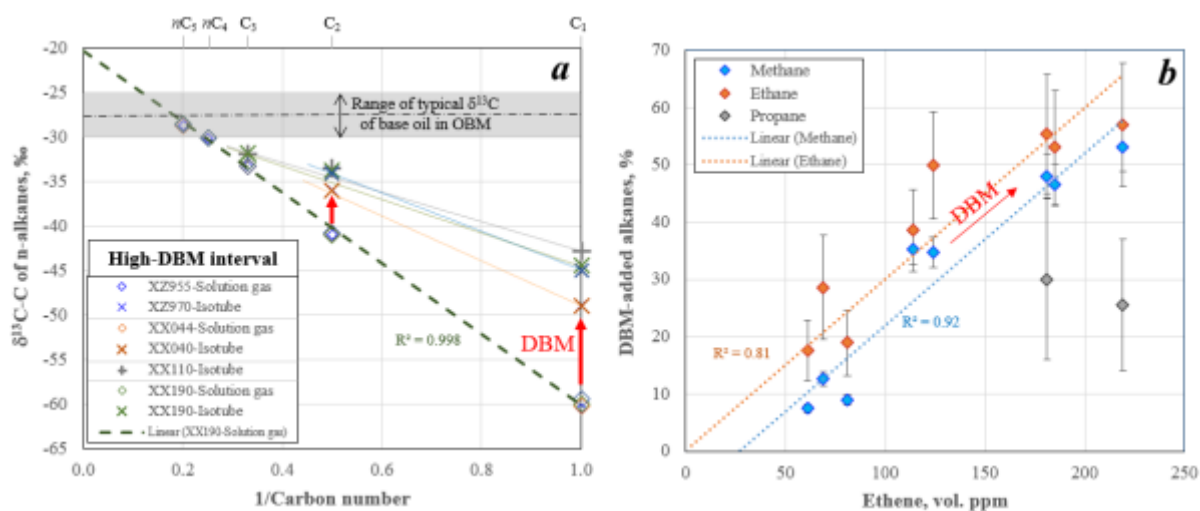 nC5 nC4 C3 C2 C1
-20
-25
-30
-35
-40
-45
-50
-55
-60
-65
δ13C-C of n-alkanes, ‰
a
Range of typical δ13C
of base oil in OBM
High-DBM interval
XZ955-Solution gas
XZ970-Isotube
XX044-Solution gas
XX040-Isotube
XX110-Isotube
XX190-Solution gas
XX190-Isotube
Linear (XX190-Solution gas)
R² = 0.998
DBM
0.0 0.2 0.4 0.6 0.8 1.0
1/Carbon number
70
60
50
40
30
20
10
0
DBM-added alkanes, %
b
Methane
Ethane
Propane
Linear (Methane)
Linear (Ethane)
DBM
R² = 0.81
R² = 0.92
0 50 100 150 200 250
Ethene, vol. ppm